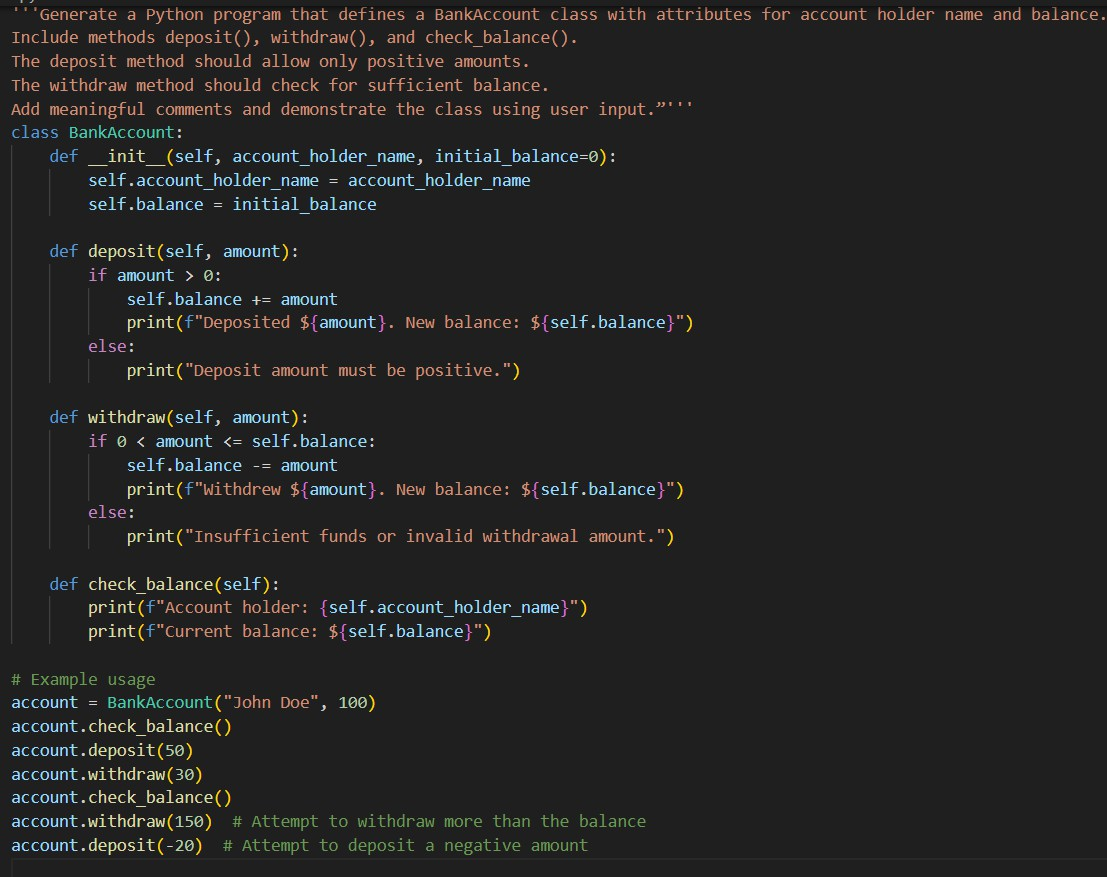 '''Generate a Python program that defines a BankAccount class with attributes for account holder name and balance.
Include methods deposit(), withdraw(), and check_balance().
The deposit method should allow only positive amounts.
The withdraw method should check for sufficient balance.
Add meaningful comments and demonstrate the class using user input.”'''
class BankAccount:
    def __init__(self, account_holder_name, initial_balance=0):
        self.account_holder_name = account_holder_name
        self.balance = initial_balance

    def deposit(self, amount):
        if amount > 0:
            self.balance += amount
            print(f"Deposited ${amount}. New balance: ${self.balance}")
        else:
            print("Deposit amount must be positive.")

    def withdraw(self, amount):
        if 0 < amount <= self.balance:
            self.balance -= amount
            print(f"Withdrew ${amount}. New balance: ${self.balance}")
        else:
            print("Insufficient funds or invalid withdrawal amount.")

    def check_balance(self):
        print(f"Account holder: {self.account_holder_name}")
        print(f"Current balance: ${self.balance}")

# Example usage
account = BankAccount("John Doe", 100)
account.check_balance()
account.deposit(50)
account.withdraw(30)
account.check_balance()
account.withdraw(150)  # Attempt to withdraw more than the balance
account.deposit(-20)  # Attempt to deposit a negative amount